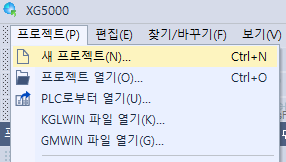 XG5000
프로젝트(P) 편집(E) 찾기/바꾸기(F) 보기(V)
새 프로젝트(N)... Ctrl+N
프로젝트 열기(O)... Ctrl+O
PLC로부터 열기(U)...
KGLWIN 파일 열기(K)...
GMWIN 파일 열기(G)...